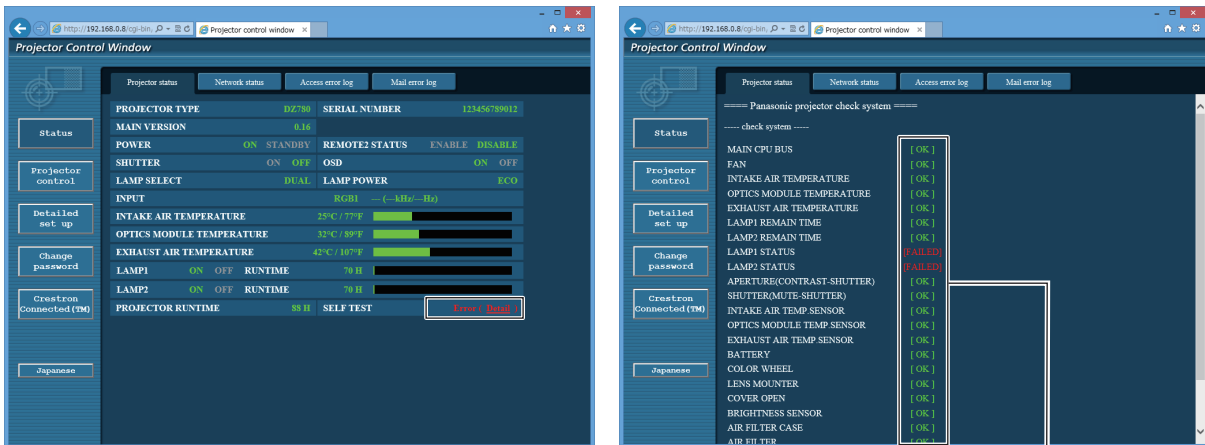 http://192.168.0.8/cgi-bin, Projector control window
Projector Control Window
Projector status Network status Access error log Mail error log
Status
Projector control
Detailed set up
Change password
Crestron Connected(TM)
Japanese
PROJECTOR TYPE DZ780 SERIAL NUMBER 123456789012
MAIN VERSION 0.16
POWER ON STANDBY REMOTE2 STATUS ENABLE DISABLE
SHUTTER ON OFF OSD ON OFF
LAMP SELECT DUAL LAMP POWER ECO
INPUT RGB1 --- (---kHz/---Hz)
INTAKE AIR TEMPERATURE 25°C / 77°F
OPTICS MODULE TEMPERATURE 32°C / 89°F
EXHAUST AIR TEMPERATURE 42°C / 107°F
LAMP1 ON OFF RUNTIME 70 H
LAMP2 ON OFF RUNTIME 70 H
PROJECTOR RUNTIME 88 H SELF TEST Error ( Detail )
http://192.168.0.8/cgi-bin, Projector control window
Projector Control Window
Projector status Network status Access error log Mail error log
Status
Projector control
Detailed set up
Change password
Crestron Connected(TM)
Japanese
==== Panasonic projector check system ====
----- check system -----
MAIN CPU BUS [ OK ]
FAN [ OK ]
INTAKE AIR TEMPERATURE [ OK ]
OPTICS MODULE TEMPERATURE [ OK ]
EXHAUST AIR TEMPERATURE [ OK ]
LAMP1 REMAIN TIME [ OK ]
LAMP2 REMAIN TIME [ OK ]
LAMP1 STATUS [FAILED]
LAMP2 STATUS [FAILED]
APERTURE(CONTRAST-SHUTTER) [ OK ]
SHUTTER(MUTE-SHUTTER) [ OK ]
INTAKE AIR TEMP.SENSOR [ OK ]
OPTICS MODULE TEMP.SENSOR [ OK ]
EXHAUST AIR TEMP.SENSOR [ OK ]
BATTERY [ OK ]
COLOR WHEEL [ OK ]
LENS MOUNTER [ OK ]
COVER OPEN [ OK ]
BRIGHTNESS SENSOR [ OK ]
AIR FILTER CASE [ OK ]
AIR FILTER [ OK ]